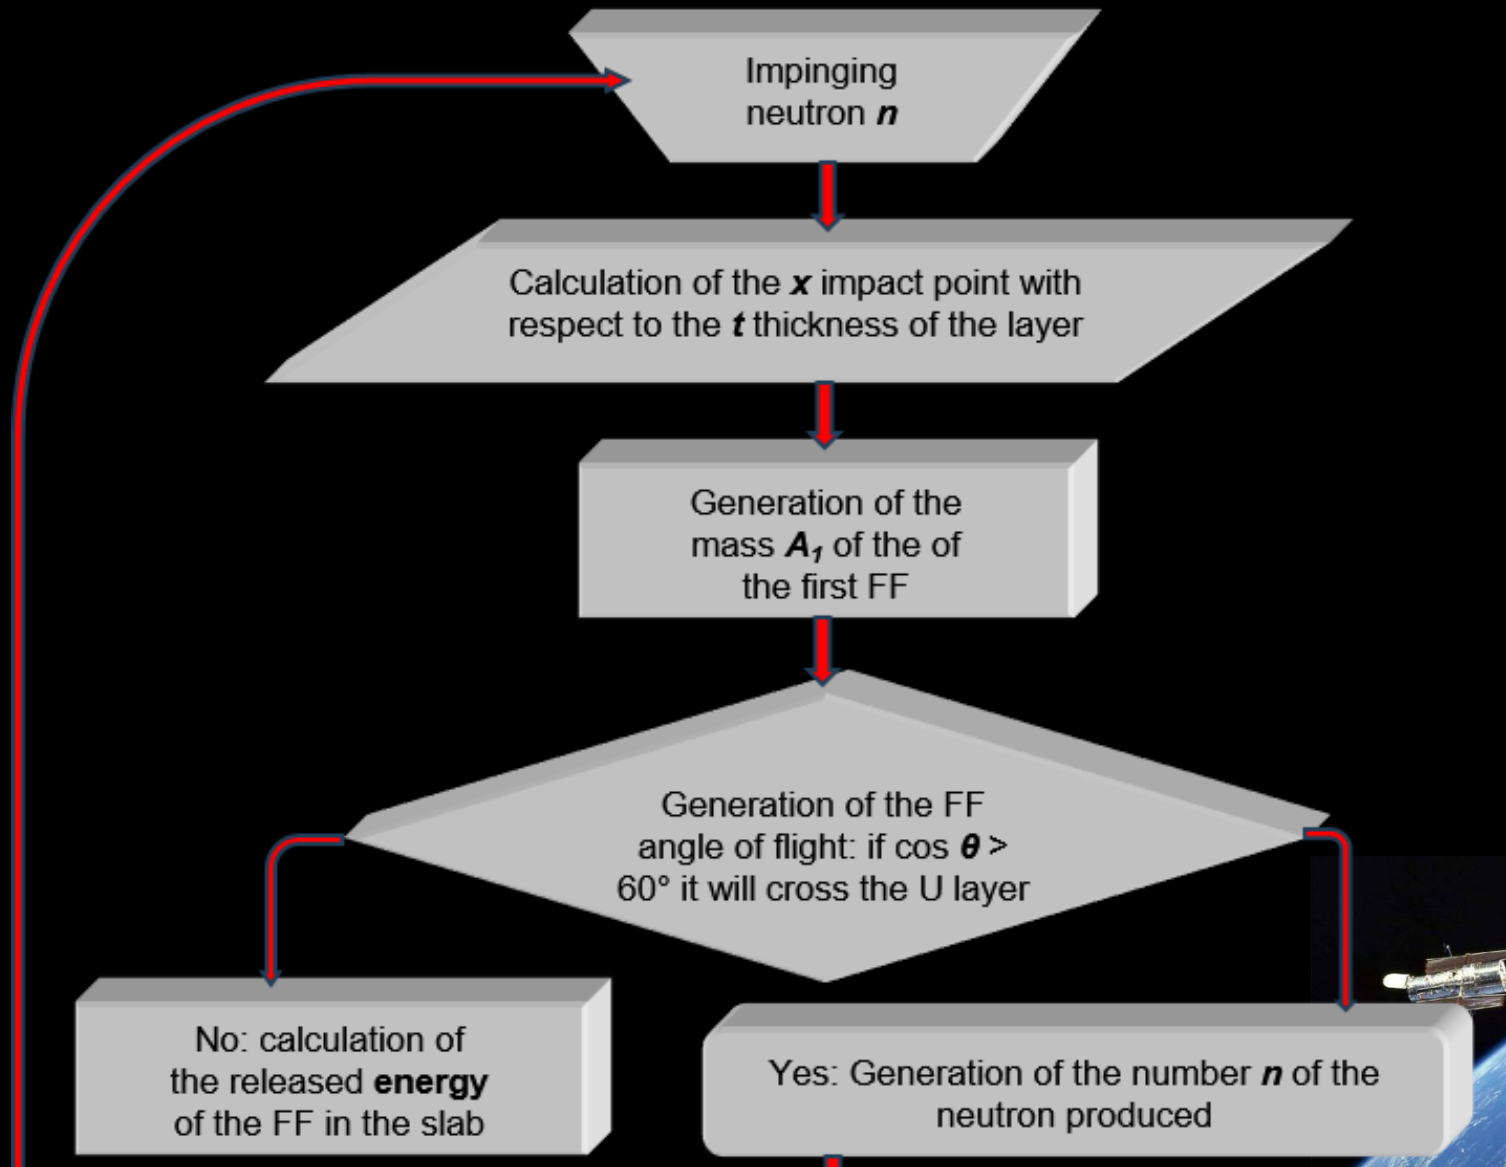 Impinging
neutron n
Calculation of the x impact point with
respect to the t thickness of the layer
Generation of the
mass A₁ of the of
the first FF
Generation of the FF
angle of flight: if cos θ >
60° it will cross the U layer
No: calculation of
the released energy
of the FF in the slab
Yes: Generation of the number n of the
neutron produced